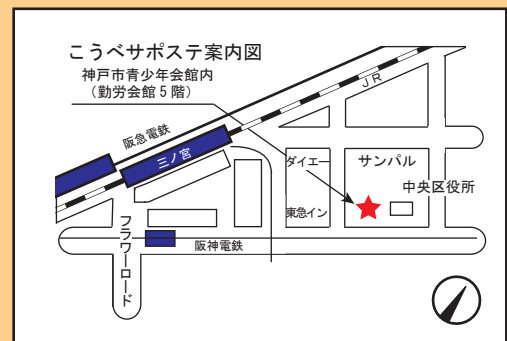 こうべサポステ案内図
神戸市青少年会館内
（勤労会館５階）
阪急電鉄
三ノ宮
JR
ダイエー
サンパル
中央区役所
東急イン
フラワーロード
阪神電鉄